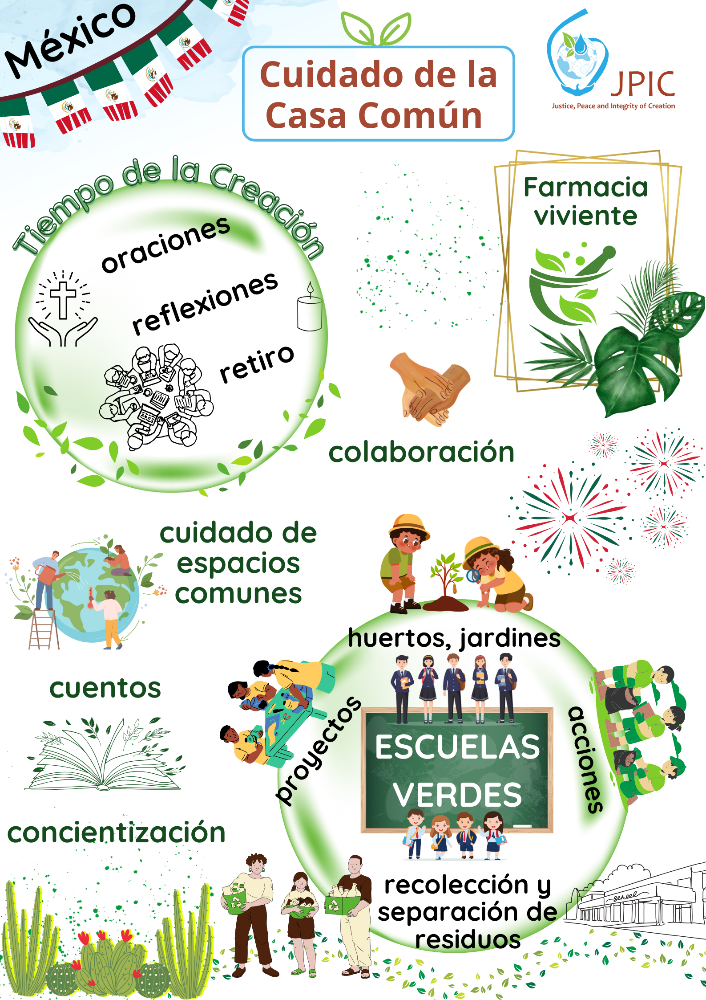 México
Cuidado de la
Casa Común
JPIC
Justice, Peace and Integrity of Creation
Tiempo de la Creación
oraciones
reflexiones
retiro
Farmacia
viviente
colaboración
cuidado de
espacios
comunes
cuentos
concientización
huertos, jardines
proyectos
ESCUELAS
VERDES
acciones
recolección y
separación de
residuos